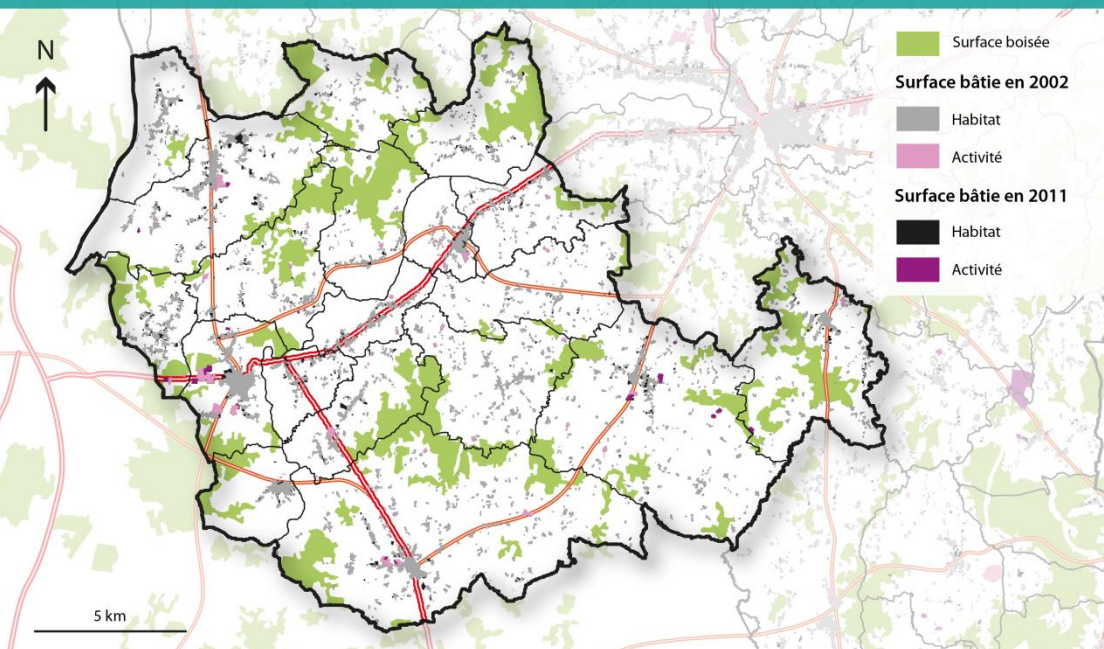 N
Surface boisée
Surface bâtie en 2002
Habitat
Activité
Surface bâtie en 2011
Habitat
Activité
5 km